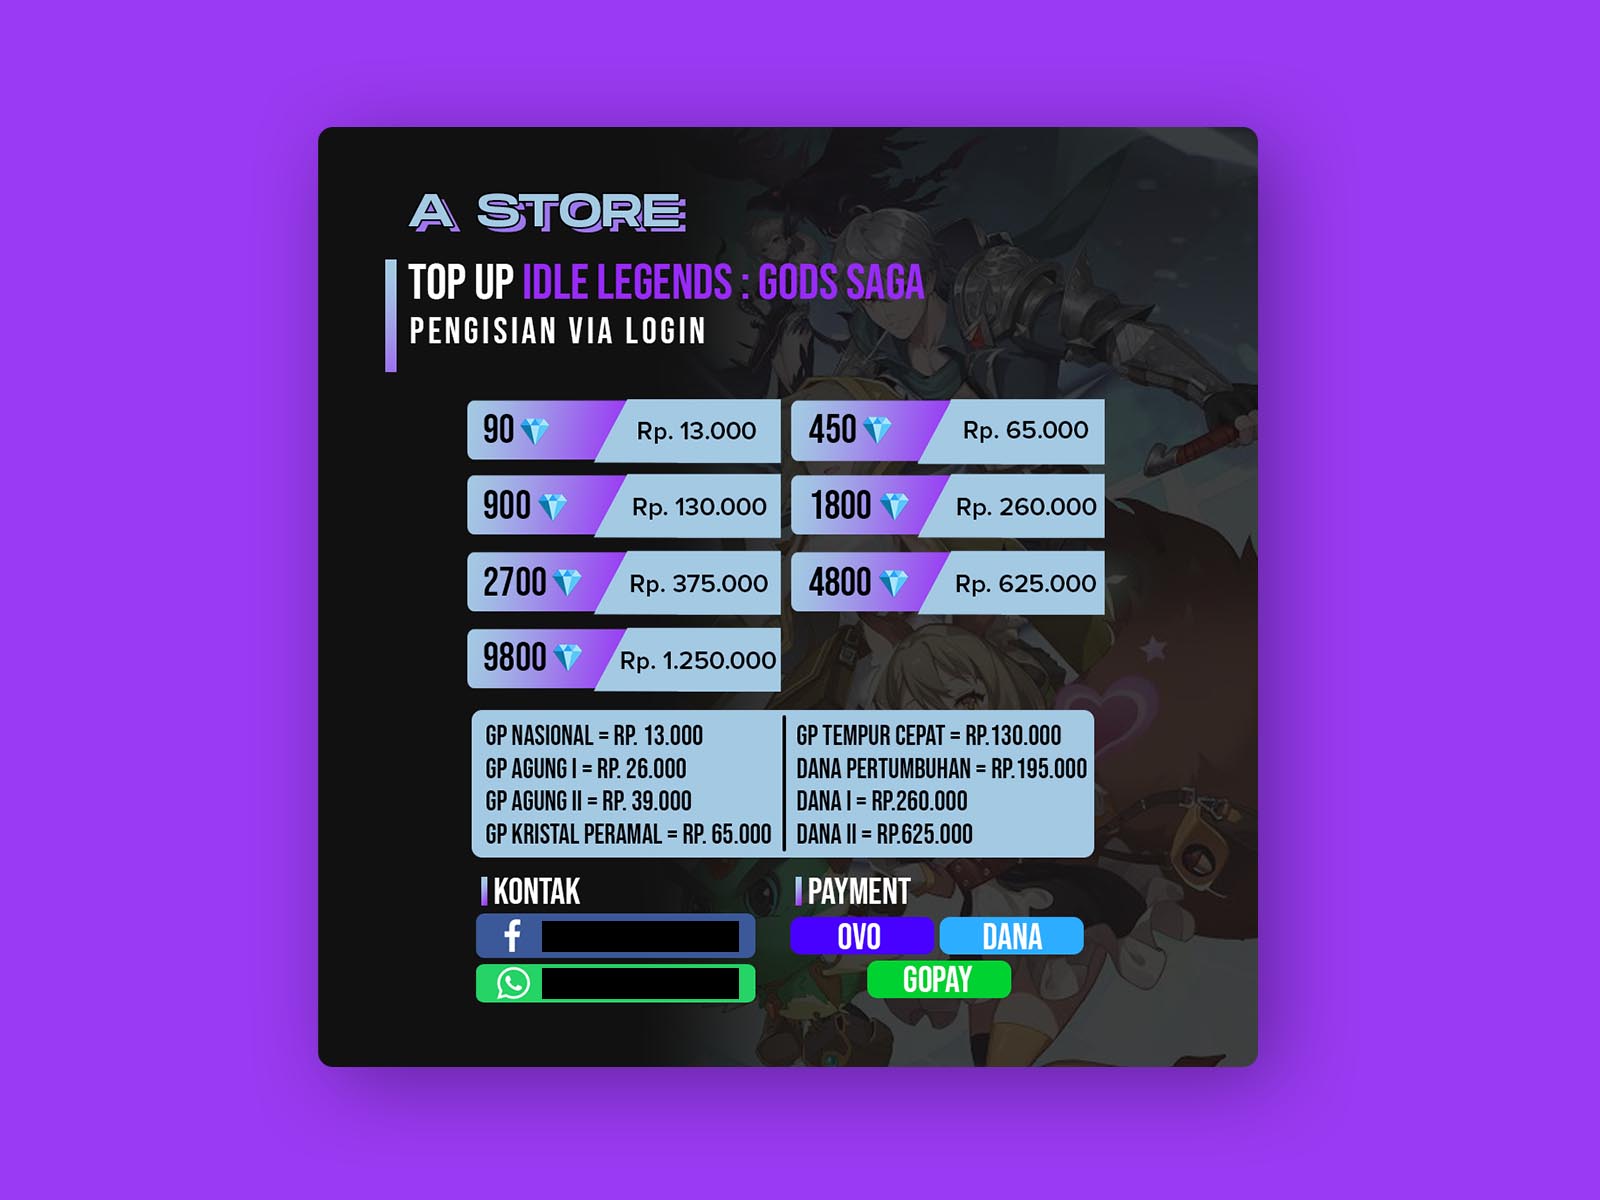 A STORE
TOP UP IDLE LEGENDS : GODS SAGA
PENGISIAN VIA LOGIN
90 Rp. 13.000
450 Rp. 65.000
900 Rp. 130.000
1800 Rp. 260.000
2700 Rp. 375.000
4800 Rp. 625.000
9800 Rp. 1.250.000
GP NASIONAL = RP. 13.000
GP AGUNG I = RP. 26.000
GP AGUNG II = RP. 39.000
GP KRISTAL PERAMAL = RP. 65.000
GP TEMPUR CEPAT = RP.130.000
DANA PERTUMBUHAN = RP.195.000
DANA I = RP.260.000
DANA II = RP.625.000
KONTAK
PAYMENT
OVO
DANA
GOPAY